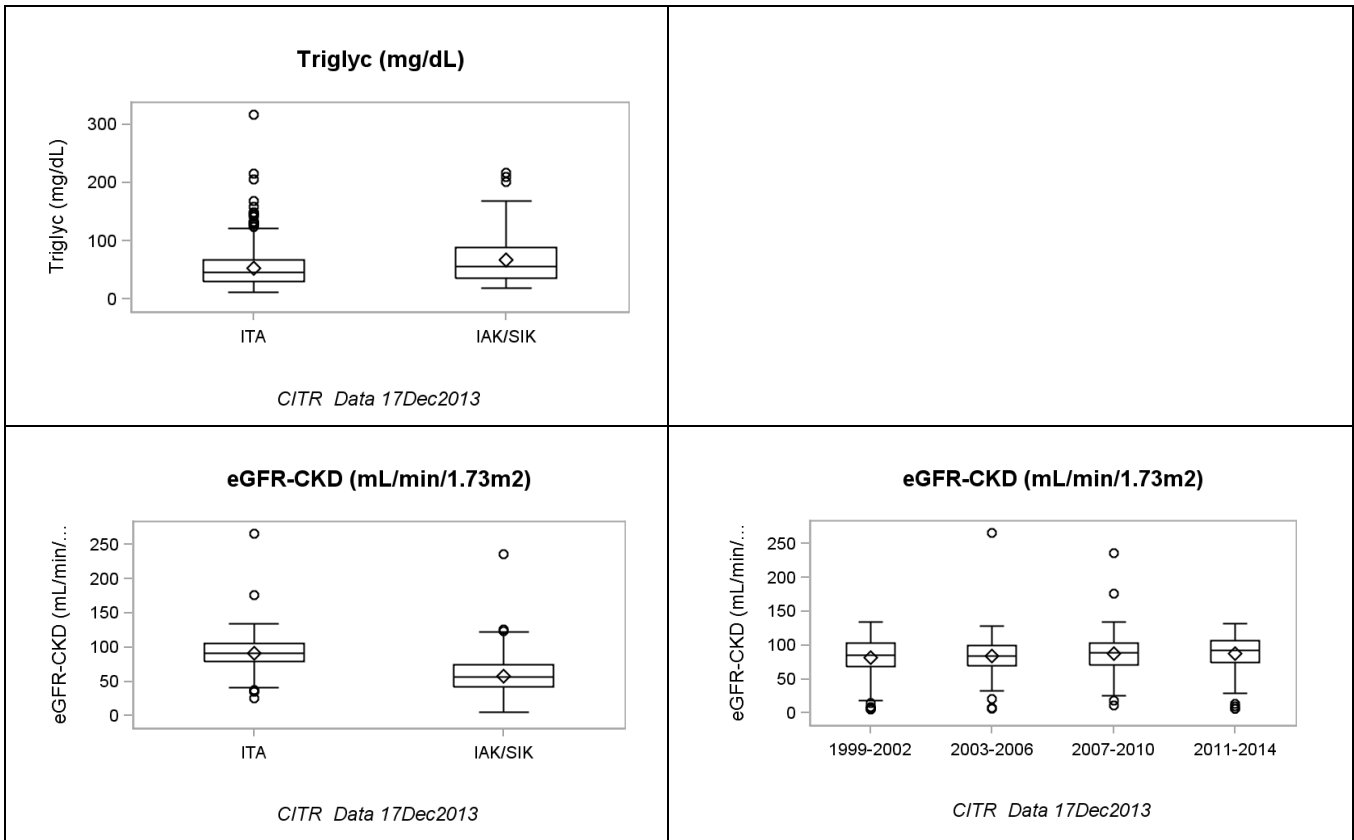 Triglyc (mg/dL)
Triglyc (mg/dL)
300
200
100
0
ITA IAK/SIK
CITR Data 17Dec2013
eGFR-CKD (mL/min/1.73m2)
eGFR-CKD (mL/min/...
250
200
150
100
50
0
ITA IAK/SIK
CITR Data 17Dec2013
eGFR-CKD (mL/min/1.73m2)
eGFR-CKD (mL/min/...
250
200
150
100
50
0
1999-2002 2003-2006 2007-2010 2011-2014
CITR Data 17Dec2013